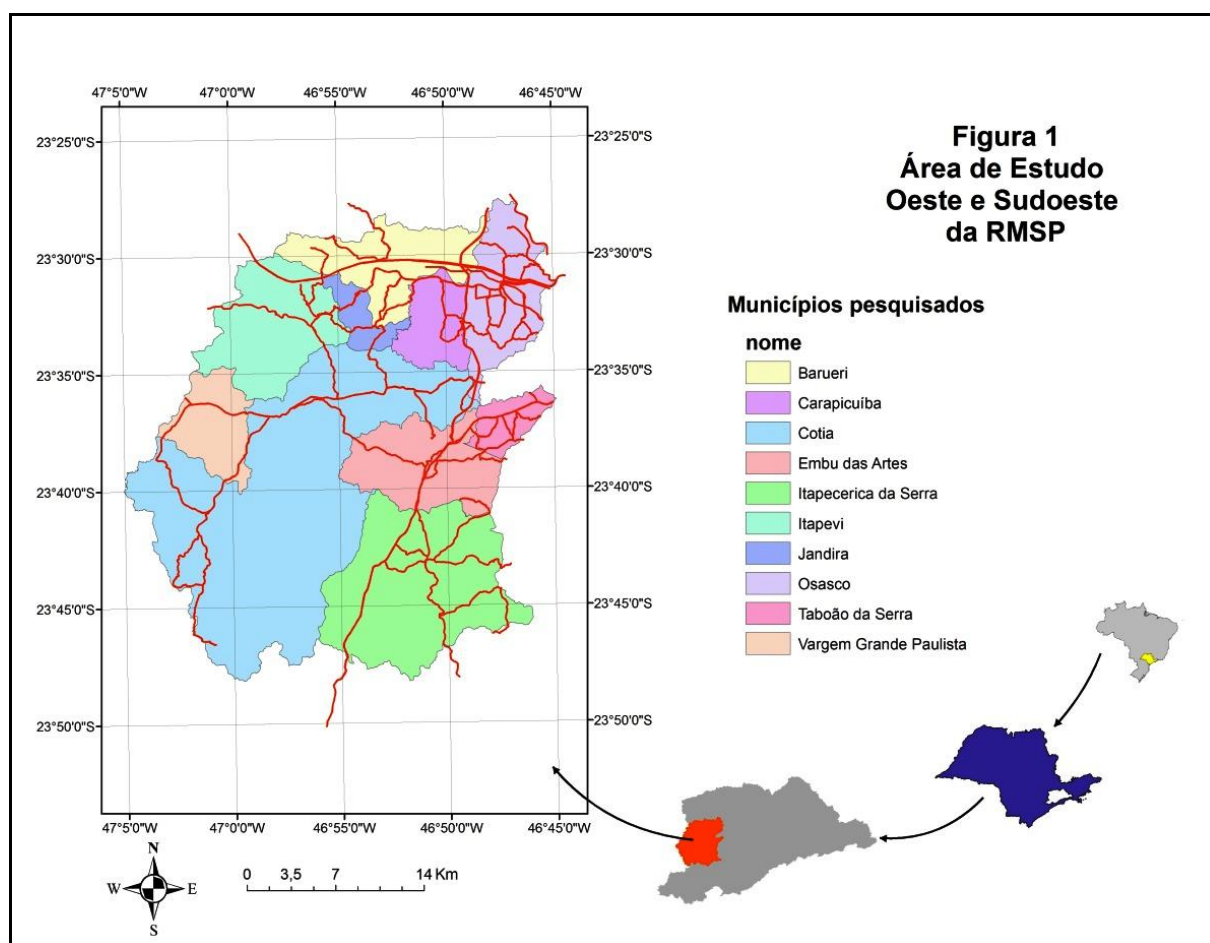 Figura 1
Área de Estudo
Oeste e Sudoeste
da RMSP
47°5'0"W 47°0'0"W 46°55'0"W 46°50'0"W 46°45'0"W
23°25'0"S 23°25'0"S
23°30'0"S 23°30'0"S
23°35'0"S 23°35'0"S
23°40'0"S 23°40'0"S
23°45'0"S 23°45'0"S
23°50'0"S 23°50'0"S
47°5'0"W 47°0'0"W 46°55'0"W 46°50'0"W 46°45'0"W
Municípios pesquisados
nome
Barueri
Carapicuíba
Cotia
Embu das Artes
Itapecerica da Serra
Itapevi
Jandira
Osasco
Taboão da Serra
Vargem Grande Paulista
N
W E
S
0 3,5 7 14 Km